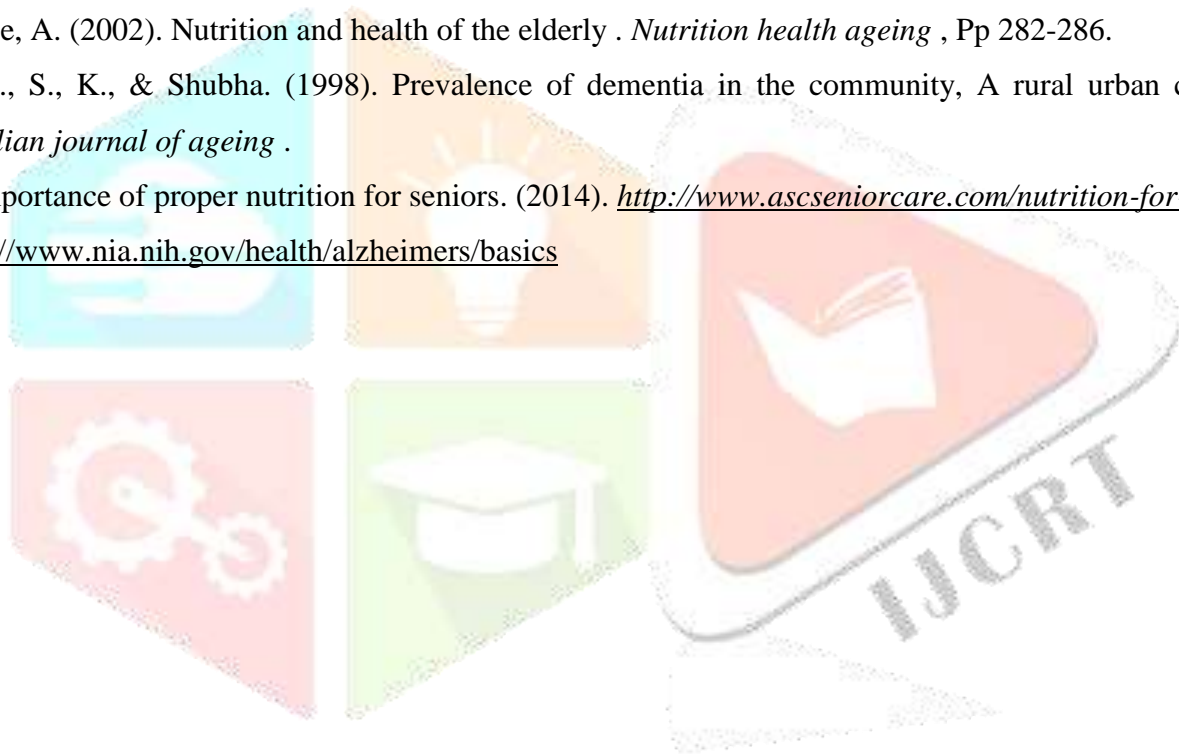 e, A. (2002). Nutrition and health of the elderly . Nutrition health ageing , Pp 282-286.
., S., K., & Shubha. (1998). Prevalence of dementia in the community, A rural urban
lian journal of ageing .
portance of proper nutrition for seniors. (2014). http://www.ascseniorcare.com/nutrition-for-
//www.nia.nih.gov/health/alzheimers/basics
IJCRT